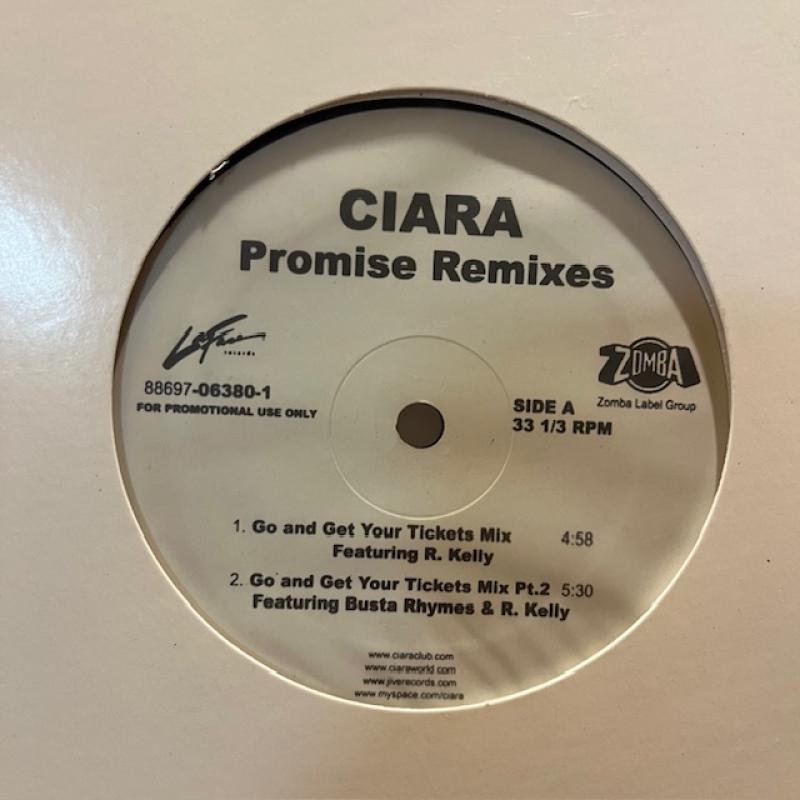 CIARA
Promise Remixes
LaFace
records
88697-06380-1
FOR PROMOTIONAL USE ONLY
ZOMBA
Zomba Label Group
SIDE A
33 1/3 RPM
1. Go and Get Your Tickets Mix 4:58
Featuring R. Kelly
2. Go and Get Your Tickets Mix Pt.2 5:30
Featuring Busta Rhymes & R. Kelly
www.ciaraclub.com
www.ciaraworld.com
www.jiverecords.com
www.myspace.com/ciara